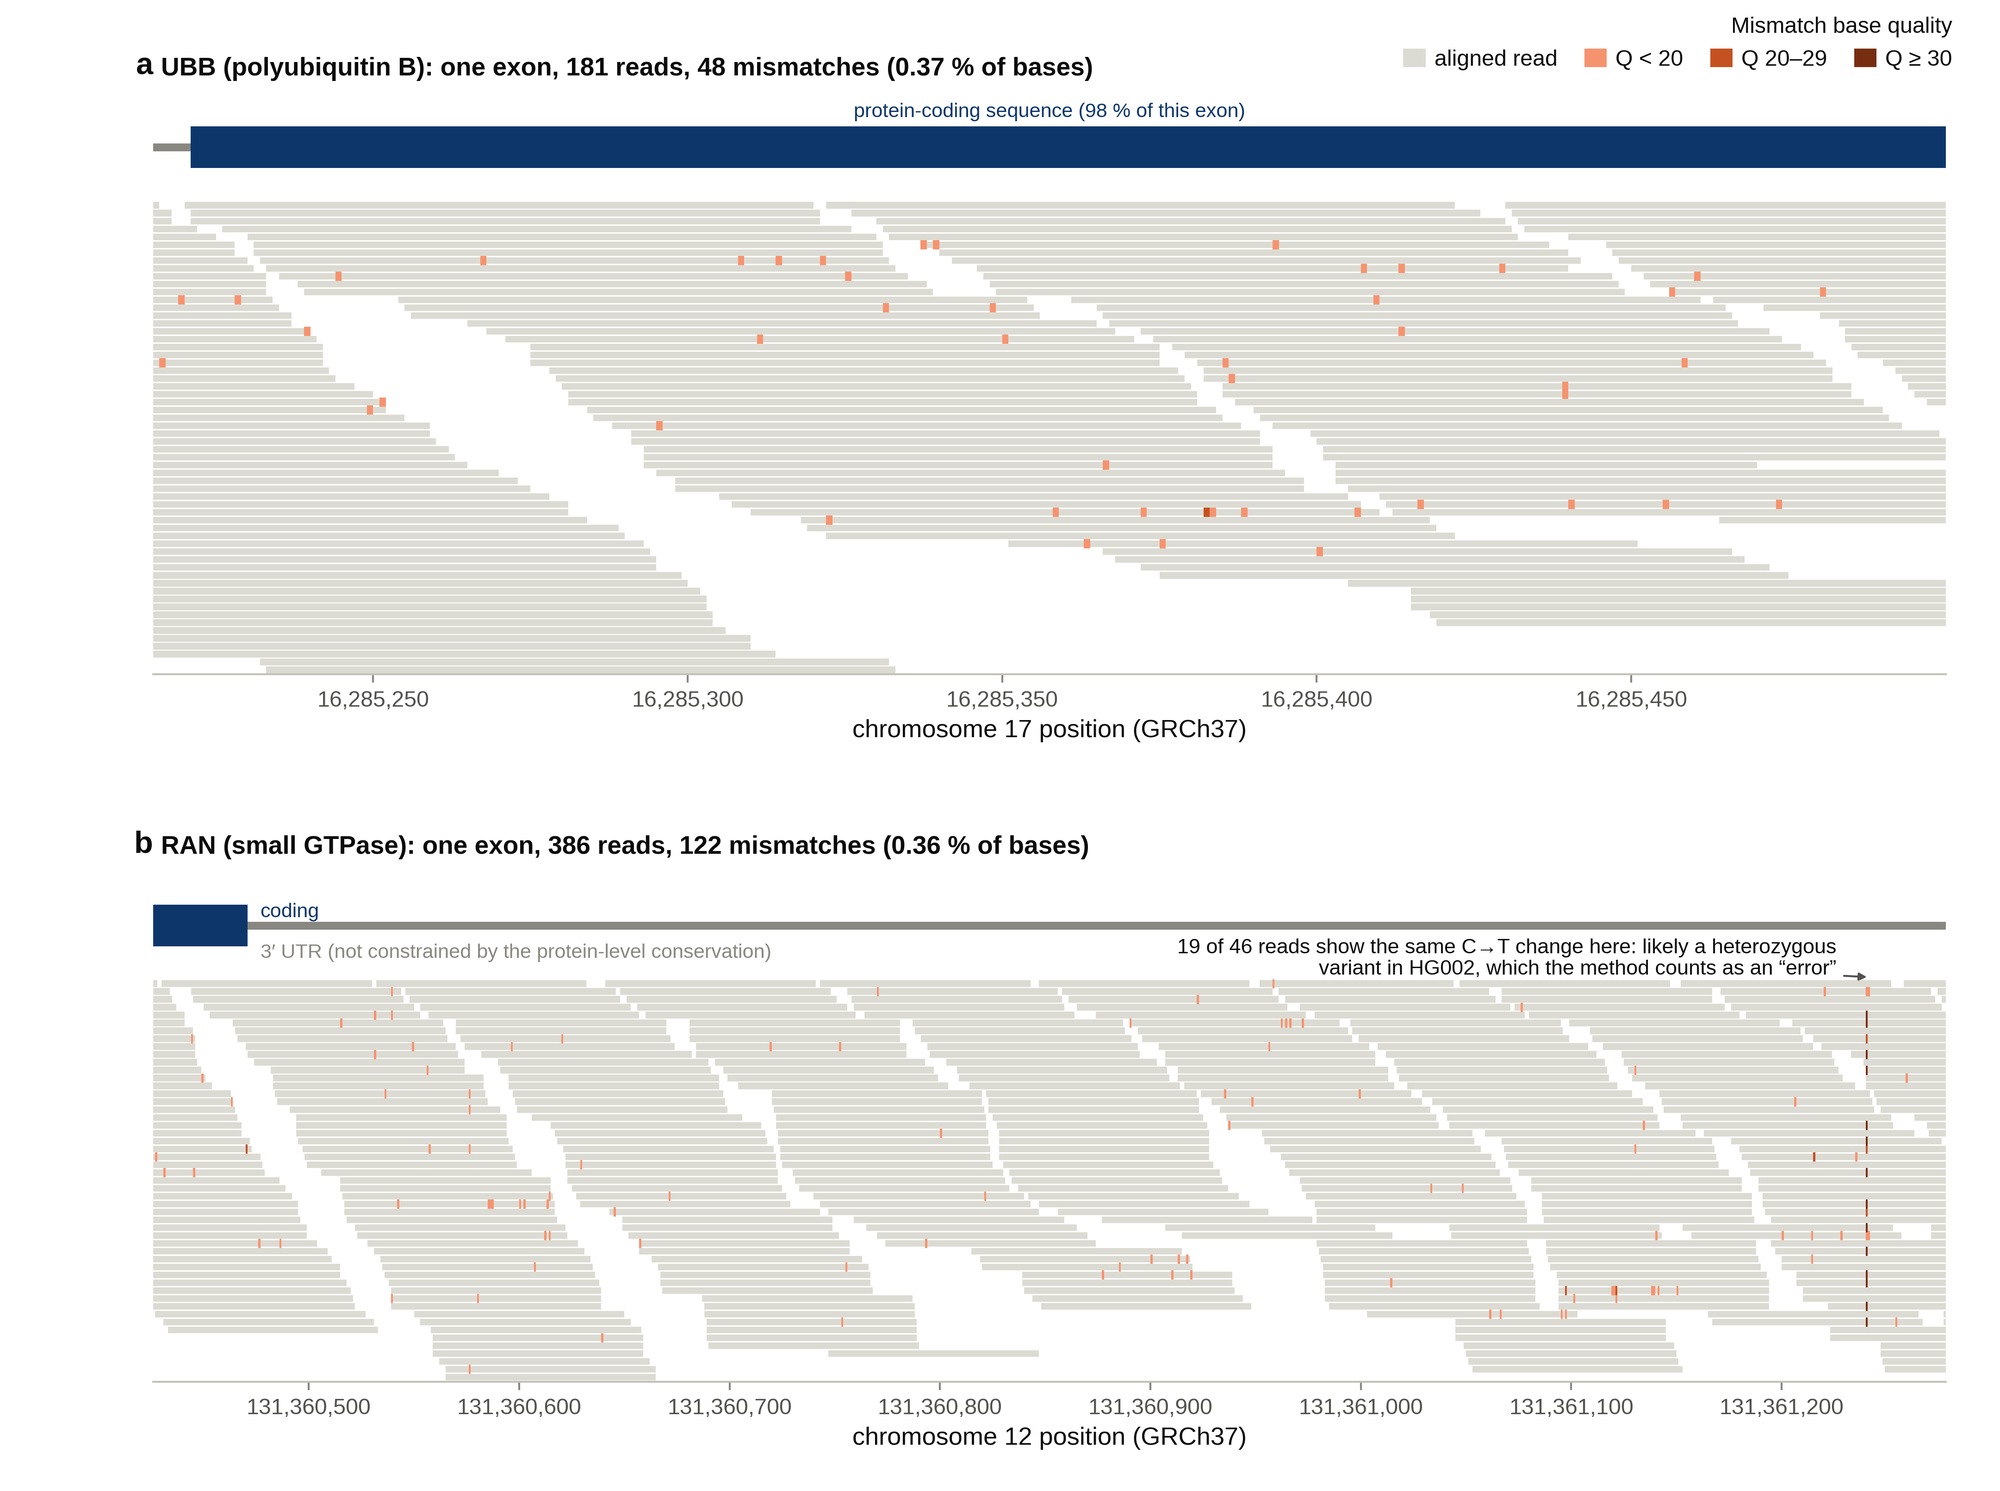 Mismatch base quality
aligned read
Q < 20
Q 20–29
Q ≥ 30
a UBB (polyubiquitin B): one exon, 181 reads, 48 mismatches (0.37 % of bases)
protein-coding sequence (98 % of this exon)
16,285,250
16,285,300
16,285,350
16,285,400
16,285,450
chromosome 17 position (GRCh37)
b RAN (small GTPase): one exon, 386 reads, 122 mismatches (0.36 % of bases)
coding
3′ UTR (not constrained by the protein-level conservation)
19 of 46 reads show the same C→T change here: likely a heterozygous
variant in HG002, which the method counts as an “error”
131,360,500
131,360,600
131,360,700
131,360,800
131,360,900
131,361,000
131,361,100
131,361,200
chromosome 12 position (GRCh37)